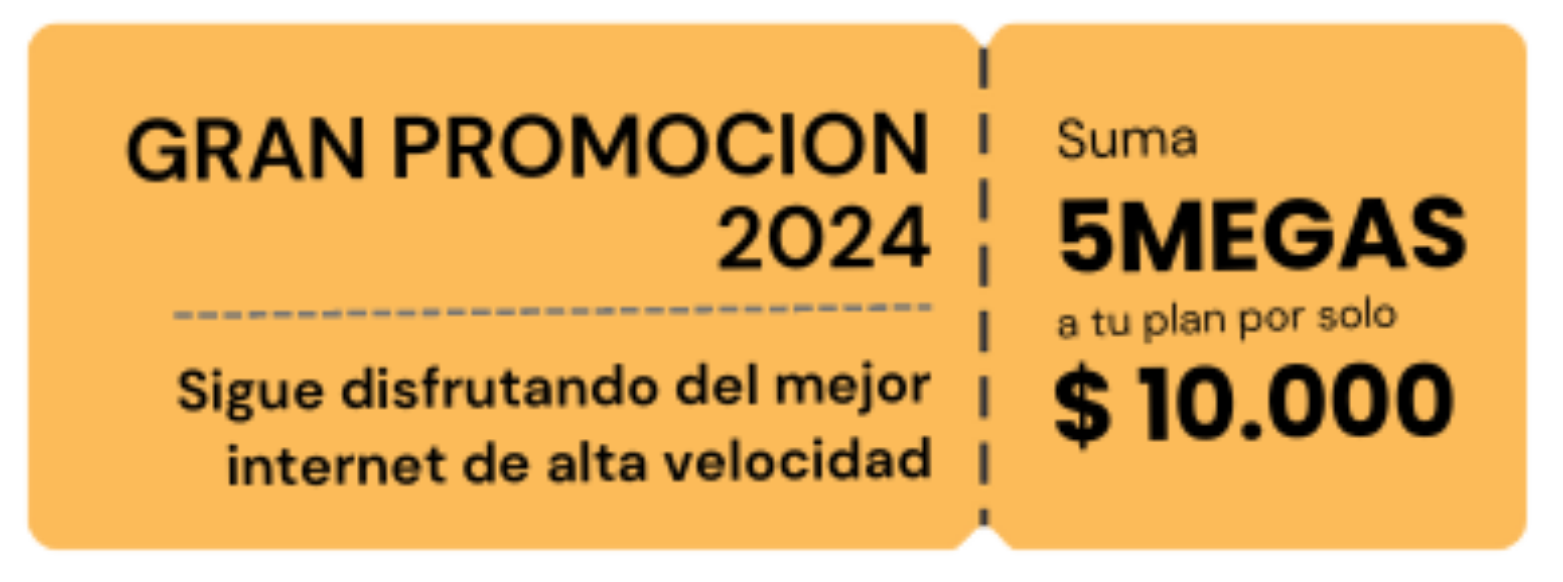 GRAN PROMOCION
2024
Sigue disfrutando del mejor
internet de alta velocidad
Suma
5MEGAS
a tu plan por solo
$ 10.000